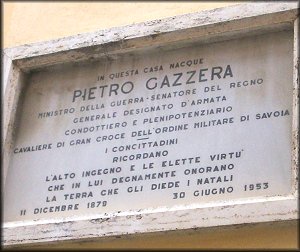 IN QUESTA CASA NACQUE
PIETRO GAZZERA
MINISTRO DELLA GUERRA - SENATORE DEL REGNO
GENERALE DESIGNATO D'ARMATA
CONDOTTIERO E PLENIPOTENZIARIO
CAVALIERE DI GRAN CROCE DELL'ORDINE MILITARE DI SAVOIA
I CONCITTADINI
RICORDANO
L'ALTO INGEGNO E LE ELETTE VIRTU'
CHE IN LUI DEGNAMENTE ONORANO
LA TERRA CHE GLI DIEDE I NATALI
11 DICEMBRE 1879 30 GIUGNO 1953